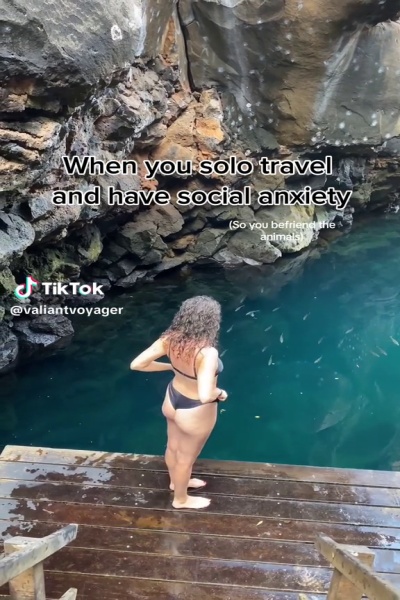 When you solo travel
and have social anxiety
(So you befriend the
animals)
TikTok
@valiantvoyager